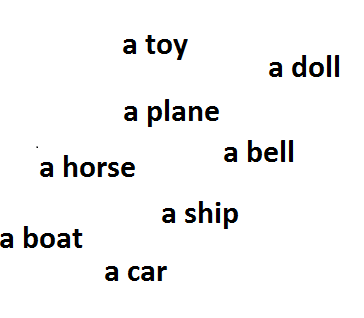 a toy
a doll
a plane
a bell
a horse
a ship
a boat
a car